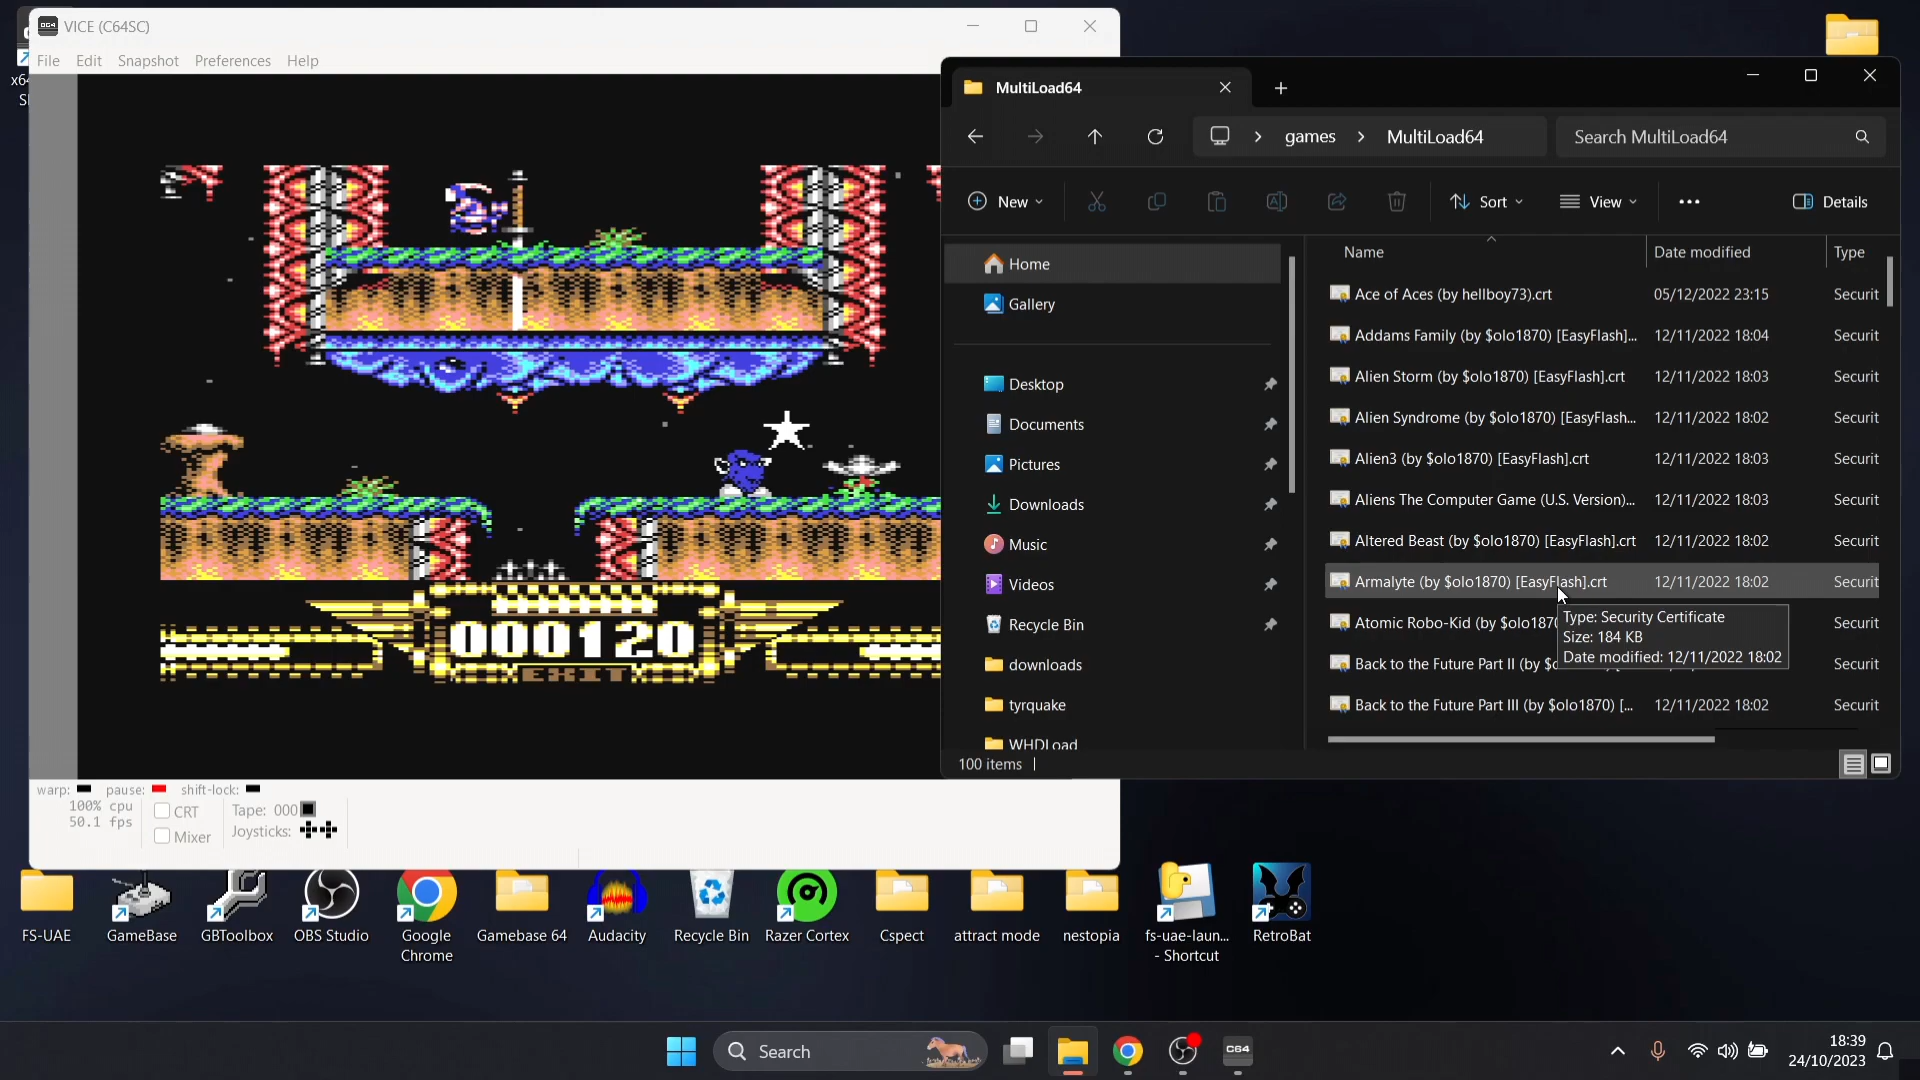 VICE (C64SC)
File Edit Snapshot Preferences Help
000120
EXIT
warp: pause: shift-lock:
100% cpu
50.1 fps
CRT
Mixer
Tape: 000
Joysticks:
MultiLoad64
games > MultiLoad64
Search MultiLoad64
New
Sort
View
Details
Home
Gallery
Desktop
Documents
Pictures
Downloads
Music
Videos
Recycle Bin
downloads
tyrquake
WHDLoad
Name Date modified Type
Ace of Aces (by hellboy73).crt 05/12/2022 23:15 Securit
Addams Family (by $olo1870) [EasyFlash]... 12/11/2022 18:04 Securit
Alien Storm (by $olo1870) [EasyFlash].crt 12/11/2022 18:03 Securit
Alien Syndrome (by $olo1870) [EasyFlash... 12/11/2022 18:02 Securit
Alien3 (by $olo1870) [EasyFlash].crt 12/11/2022 18:03 Securit
Aliens The Computer Game (U.S. Version)... 12/11/2022 18:03 Securit
Altered Beast (by $olo1870) [EasyFlash].crt 12/11/2022 18:02 Securit
Armalyte (by $olo1870) [EasyFlash].crt 12/11/2022 18:02 Securit
Type: Security Certificate
Size: 184 KB
Date modified: 12/11/2022 18:02
Atomic Robo-Kid (by $olo187 Securit
Back to the Future Part II (by $ Securit
Back to the Future Part III (by $olo1870) [... 12/11/2022 18:02 Securit
100 items
FS-UAE
GameBase
GBToolbox
OBS Studio
Google
Chrome
Gamebase 64
Audacity
Recycle Bin
Razer Cortex
Cspect
attract mode
nestopia
fs-uae-laun...
- Shortcut
RetroBat
Search
C64
18:39
24/10/2023